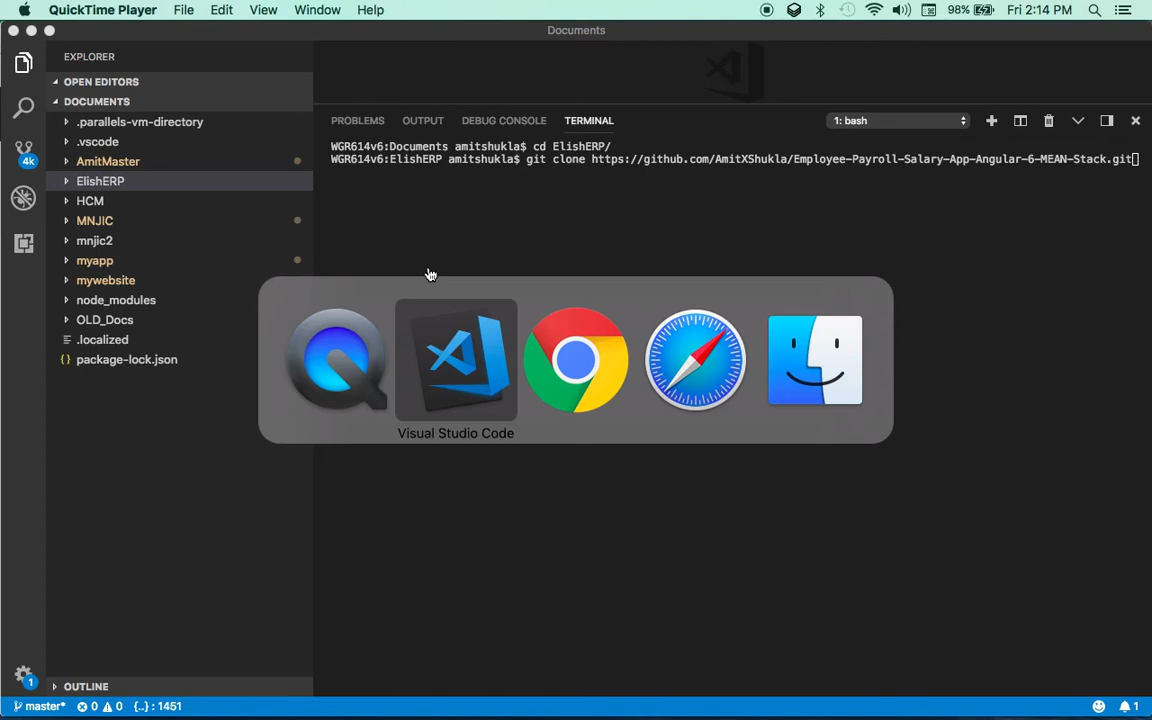 QuickTime Player File Edit View Window Help 98% Fri 2:14 PM
Documents
EXPLORER
OPEN EDITORS
DOCUMENTS
.parallels-vm-directory
.vscode
AmitMaster
ElishERP
HCM
MNJIC
mnjic2
myapp
mywebsite
node_modules
OLD_Docs
.localized
{} package-lock.json
OUTLINE
4k
1
PROBLEMS OUTPUT DEBUG CONSOLE TERMINAL 1: bash
WGR614v6:Documents amitshukla$ cd ElishERP/
WGR614v6:ElishERP amitshukla$ git clone https://github.com/AmitXShukla/Employee-Payroll-Salary-App-Angular-6-MEAN-Stack.git
Visual Studio Code
master* 0 0 {..} : 1451 1